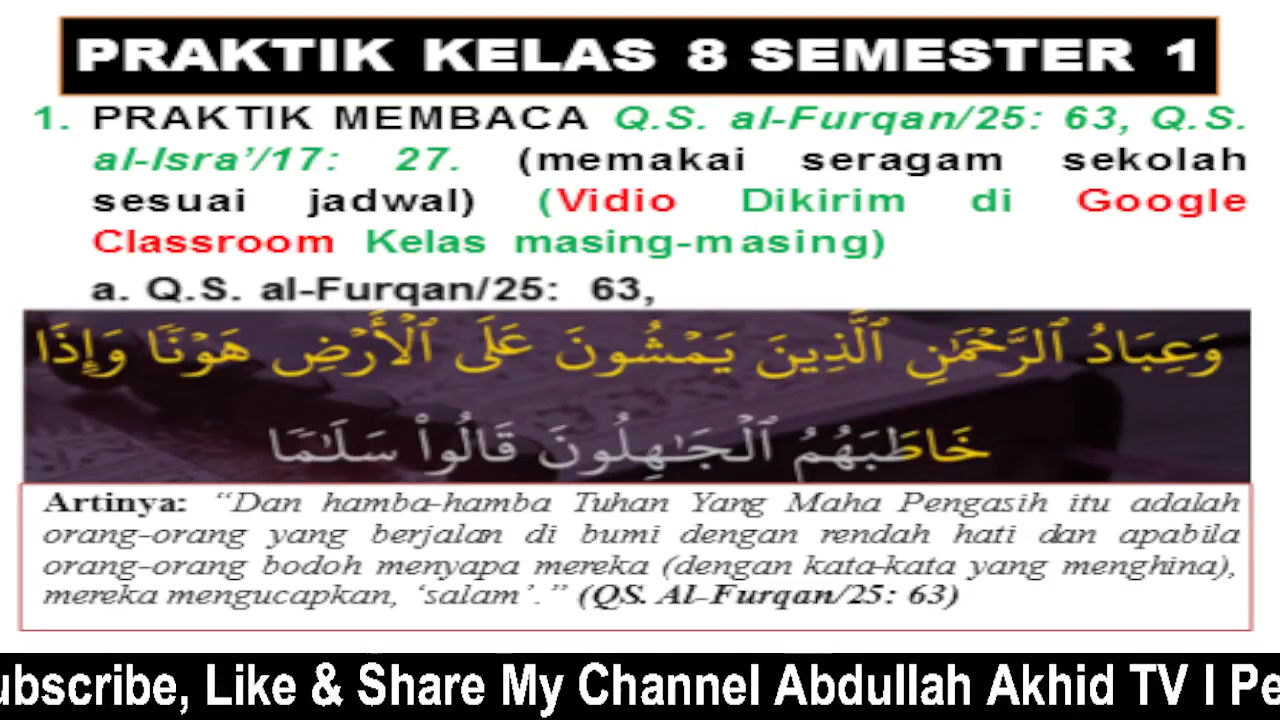 PRAKTIK KELAS 8 SEMESTER 1
1. PRAKTIK MEMBACA Q.S. al-Furqan/25: 63, Q.S.
al-Isra’/17: 27. (memakai seragam sekolah
sesuai jadwal) (Vidio Dikirim di Google
Classroom Kelas masing-masing)
a. Q.S. al-Furqan/25: 63,
وَعِبَادُ ٱلرَّحْمَٰنِ ٱلَّذِينَ يَمْشُونَ عَلَى ٱلْأَرْضِ هَوْنًا وَإِذَا
خَاطَبَهُمُ ٱلْجَٰهِلُونَ قَالُوا۟ سَلَٰمًا
Artinya: “Dan hamba-hamba Tuhan Yang Maha Pengasih itu adalah
orang-orang yang berjalan di bumi dengan rendah hati dan apabila
orang-orang bodoh menyapa mereka (dengan kata-kata yang menghina),
mereka mengucapkan, ‘salam’.” (QS. Al-Furqan/25: 63)
ubscribe, Like & Share My Channel Abdullah Akhid TV I Pe